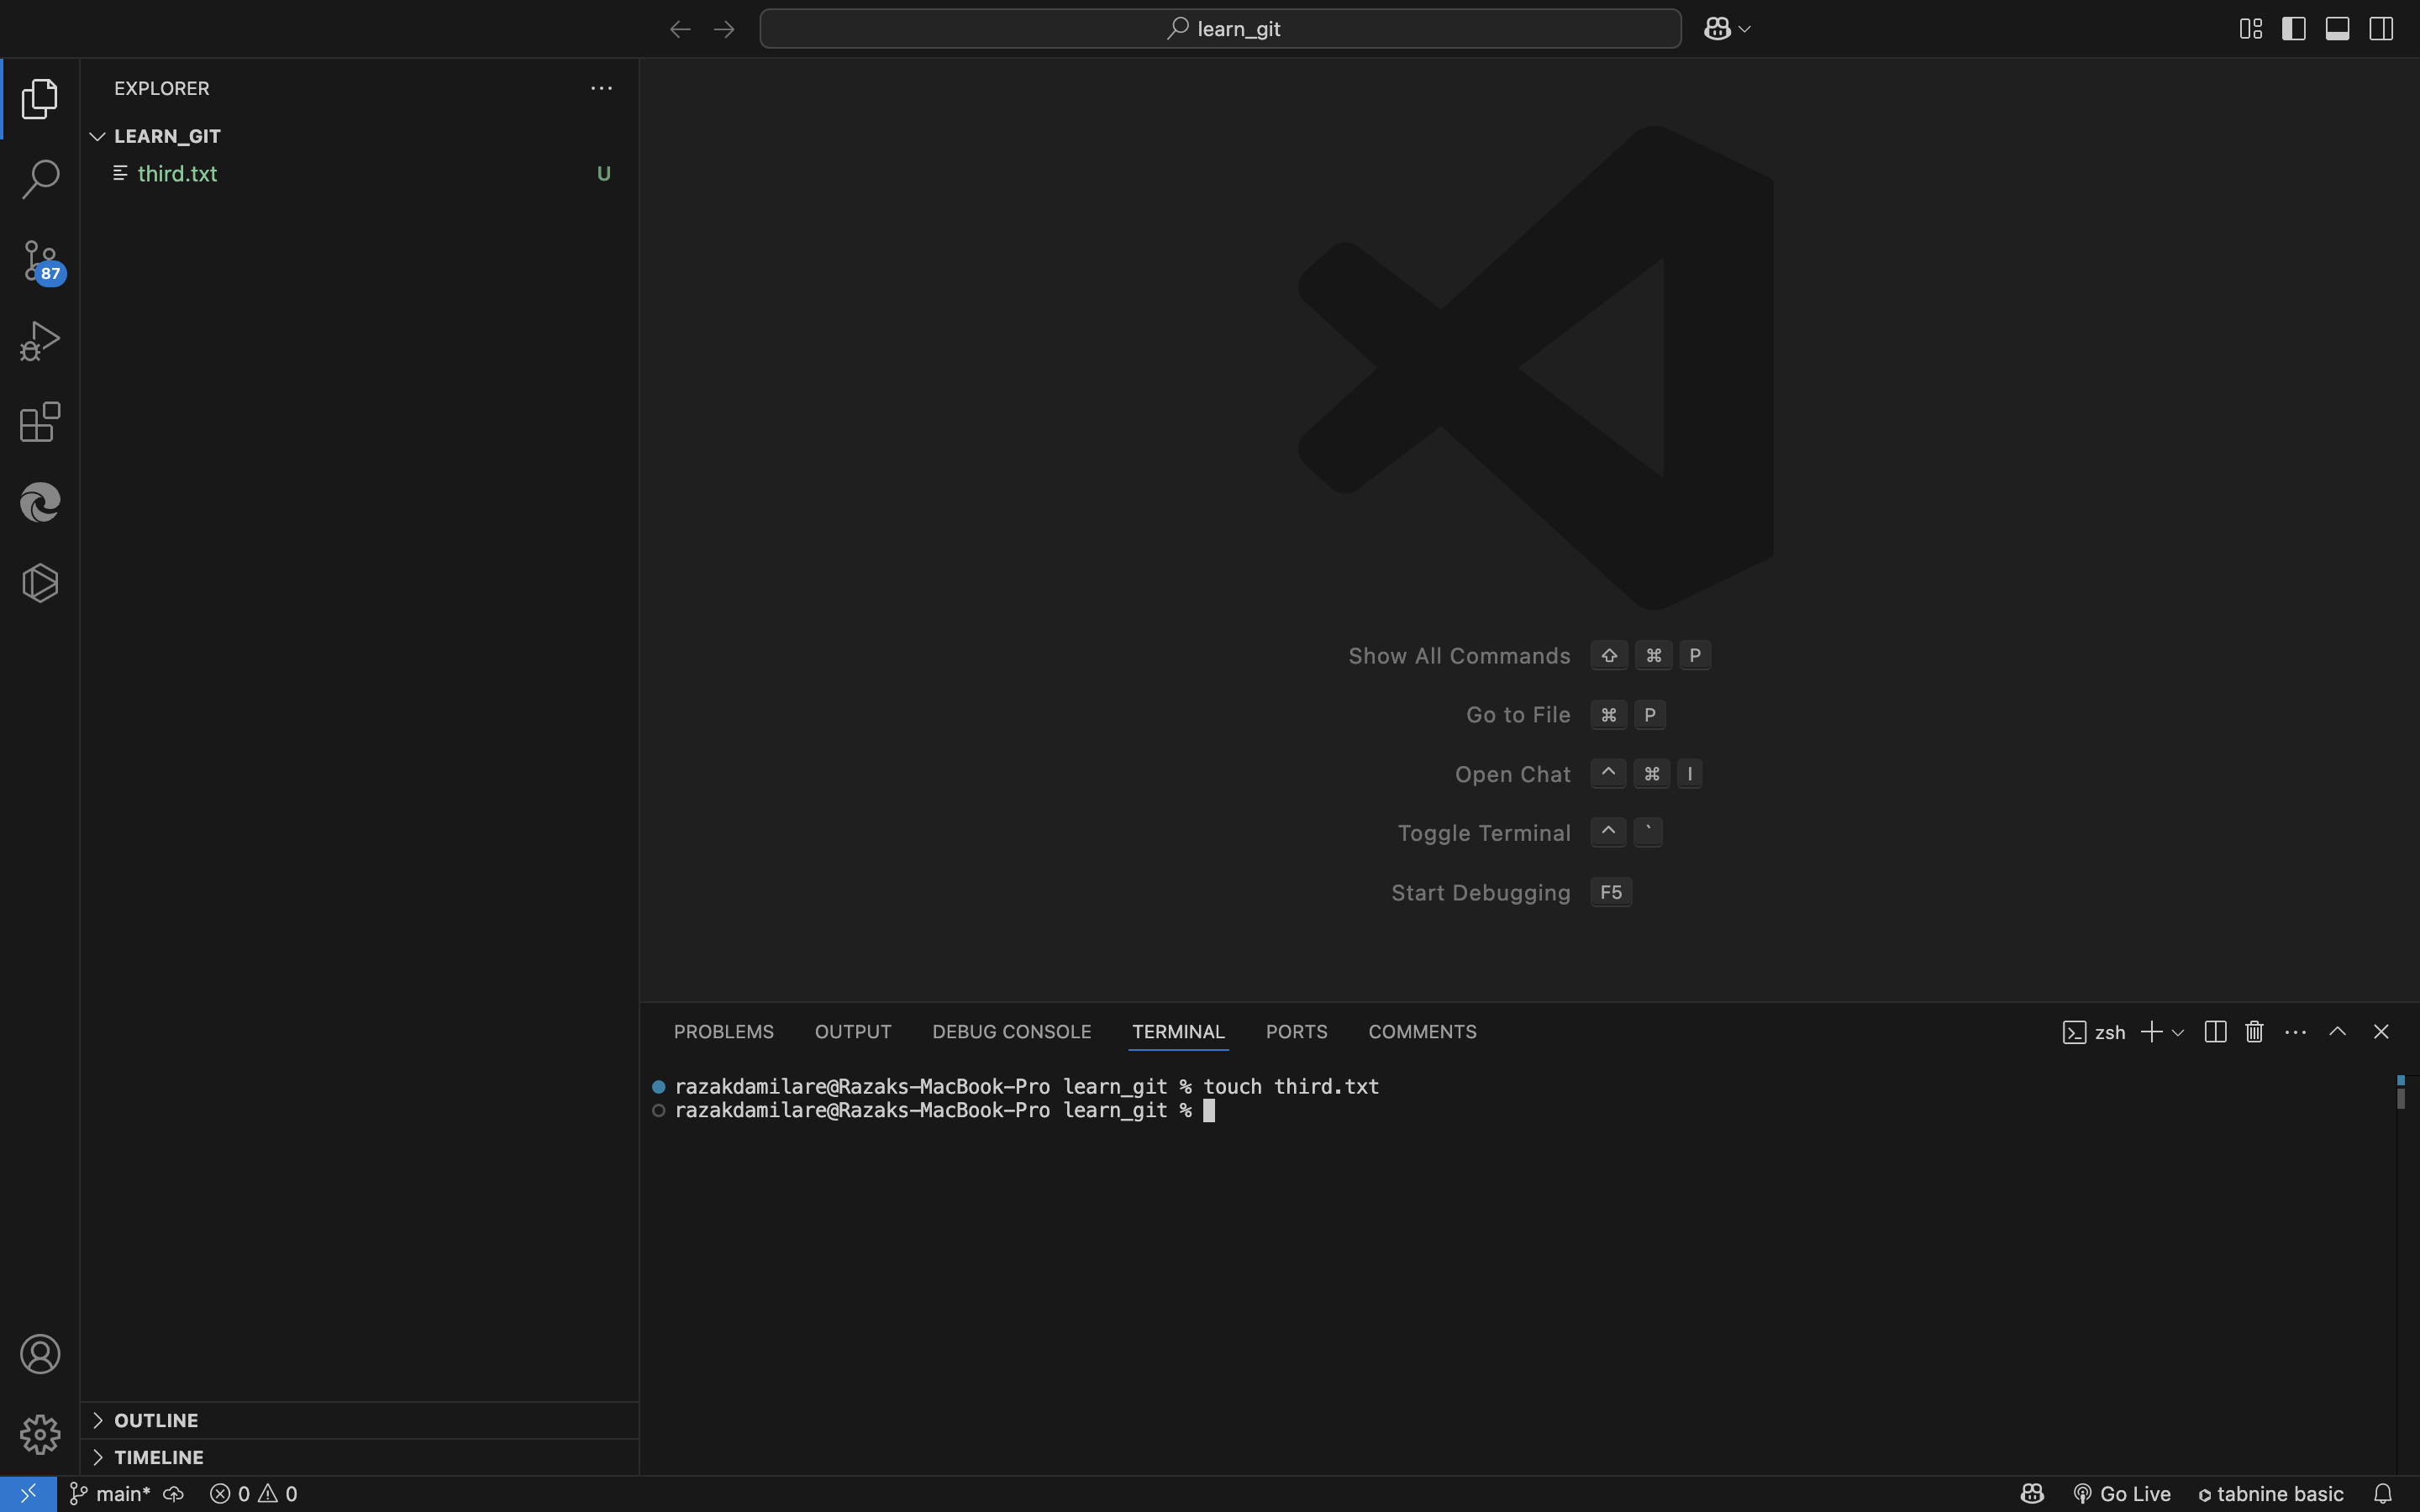 learn_git
EXPLORER
LEARN_GIT
third.txt U
87
Show All Commands ⇧ ⌘ P
Go to File ⌘ P
Open Chat ^ ⌘ I
Toggle Terminal ^ `
Start Debugging F5
PROBLEMS OUTPUT DEBUG CONSOLE TERMINAL PORTS COMMENTS zsh
razakdamilare@Razaks-MacBook-Pro learn_git % touch third.txt
razakdamilare@Razaks-MacBook-Pro learn_git %
OUTLINE
TIMELINE
main* 0 0 Go Live tabnine basic